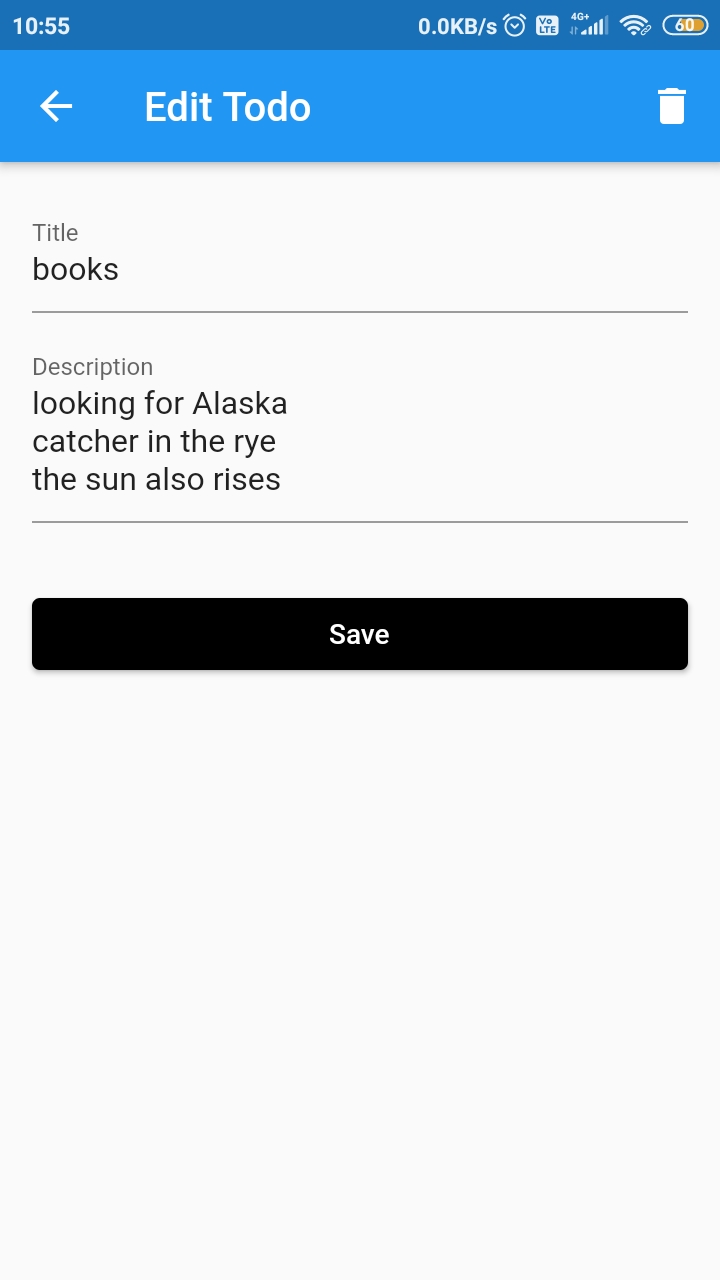 10:55
0.0KB/s
Vo
LTE
4G+
60
Edit Todo
Title
books
Description
looking for Alaska
catcher in the rye
the sun also rises
Save